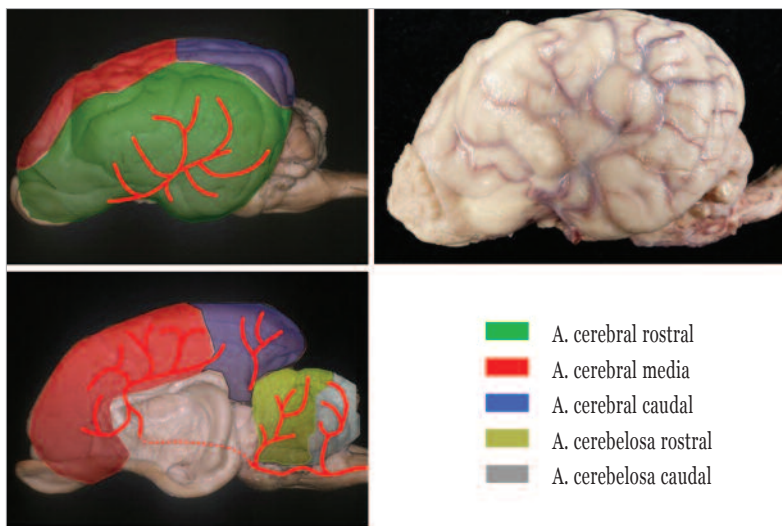 A. cerebral rostral
A. cerebral media
A. cerebral caudal
A. cerebelosa rostral
A. cerebelosa caudal